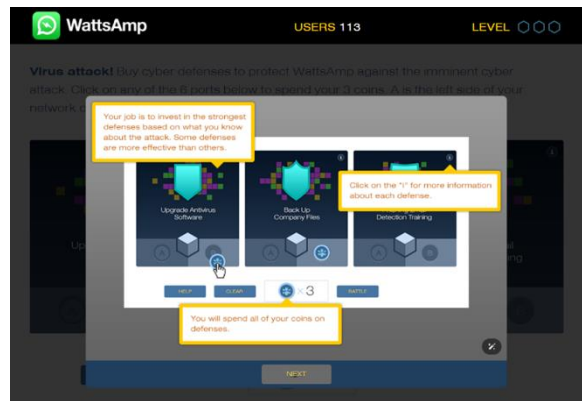 WattsAmp
USERS 113
LEVEL
Virus attack! Buy cyber defenses to protect WattsAmp against the imminent cyber
attack. Click on any of the 6 ports below to spend your 3 coins. A is the left side of your
network
Your job is to invest in the strongest
defenses based on what you know
about the attack. Some defenses
are more effective than others.
Click on the "i" for more information
about each defense.
Upgrade Antivirus
Software
Back Up
Company Files
Detection Training
A
B
A
A
B
HELP
CLEAR
×3
BATTLE
You will spend all of your coins on
defenses.
NEXT